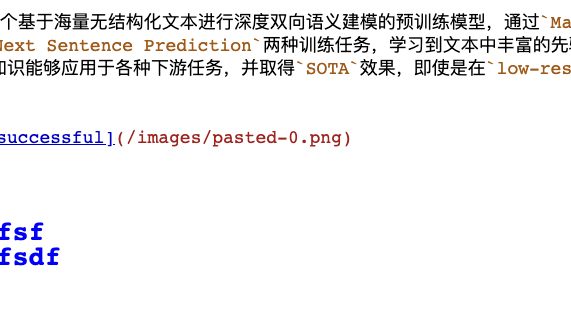 个基于海量无结构化文本进行深度双向语义建模的预训练模型，通过`Ma
Next Sentence Prediction`两种训练任务，学习到文本中丰富的先
识能够应用于各种下游任务，并取得`SOTA`效果，即使是在`low-res
successful](/images/pasted-0.png)
fsf
fsdf